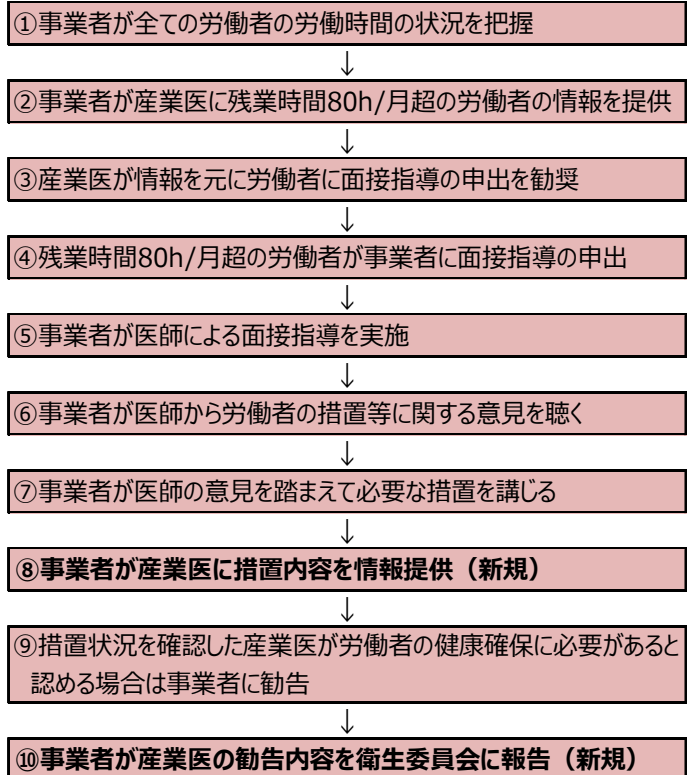 ①事業者が全ての労働者の労働時間の状況を把握
↓
②事業者が産業医に残業時間80h/月超の労働者の情報を提供
↓
③産業医が情報を元に労働者に面接指導の申出を勧奨
↓
④残業時間80h/月超の労働者が事業者に面接指導の申出
↓
⑤事業者が医師による面接指導を実施
↓
⑥事業者が医師から労働者の措置等に関する意見を聴く
↓
⑦事業者が医師の意見を踏まえて必要な措置を講じる
↓
⑧事業者が産業医に措置内容を情報提供（新規）
↓
⑨措置状況を確認した産業医が労働者の健康確保に必要があると
認める場合は事業者に勧告
↓
⑩事業者が産業医の勧告内容を衛生委員会に報告（新規）